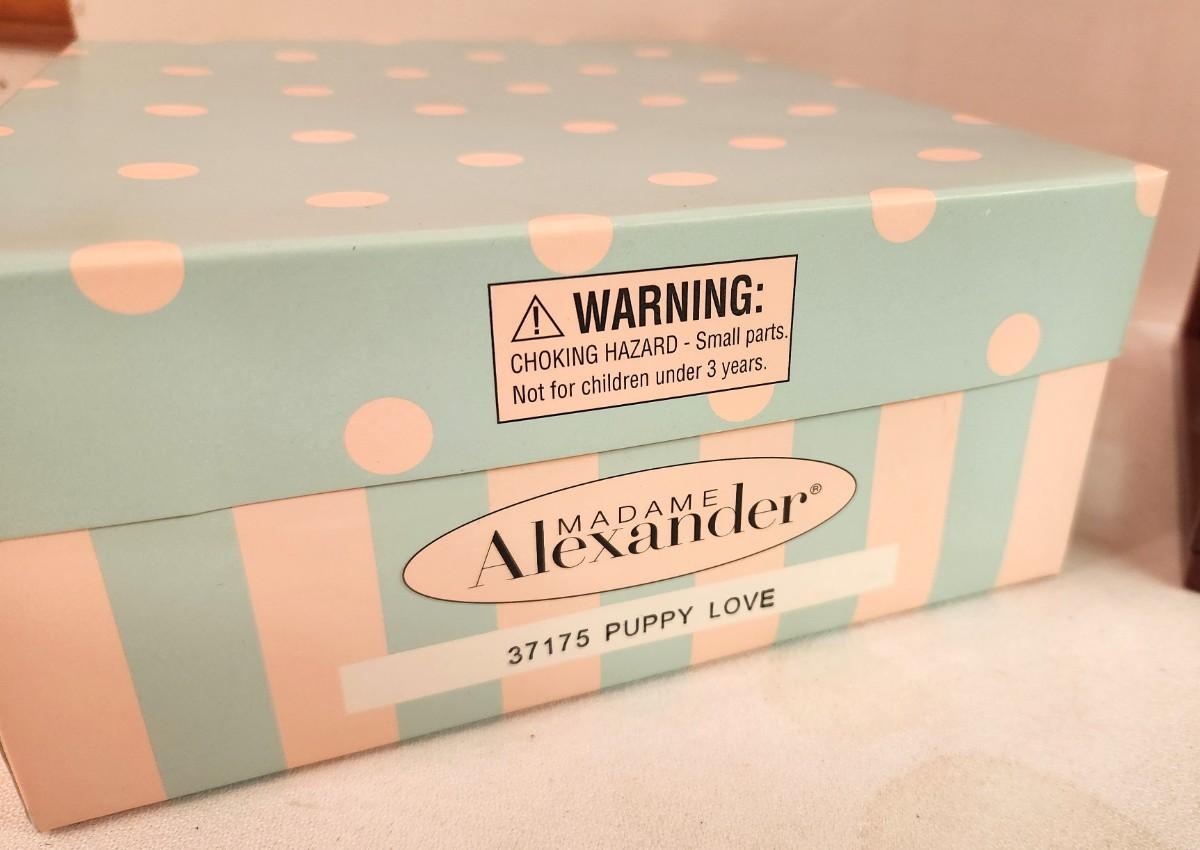 WARNING:
CHOKING HAZARD - Small parts.
Not for children under 3 years.
MADAME
Alexander®
37175 PUPPY LOVE